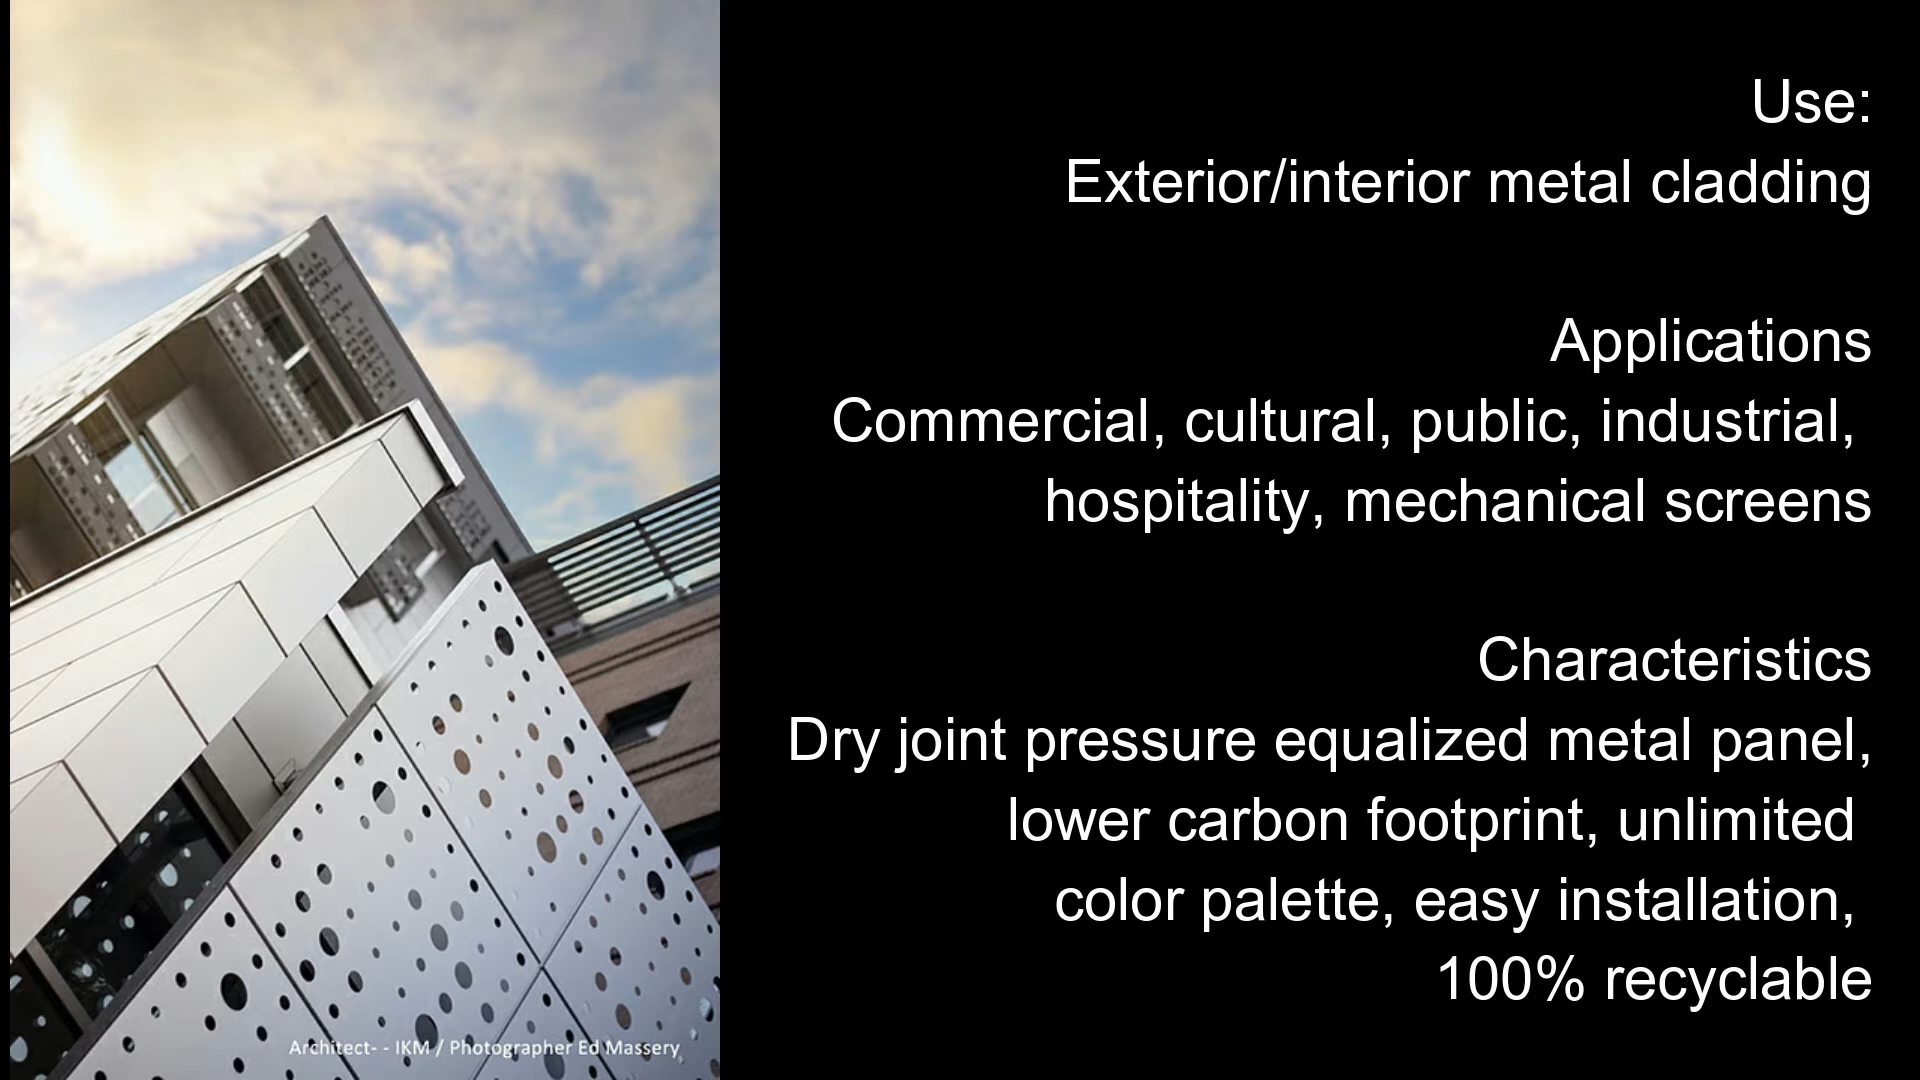 Use:
Exterior/interior metal cladding
Applications
Commercial, cultural, public, industrial,
hospitality, mechanical screens
Characteristics
Dry joint pressure equalized metal panel,
lower carbon footprint, unlimited
color palette, easy installation,
100% recyclable
Architect- - IKM / Photographer Ed Massery